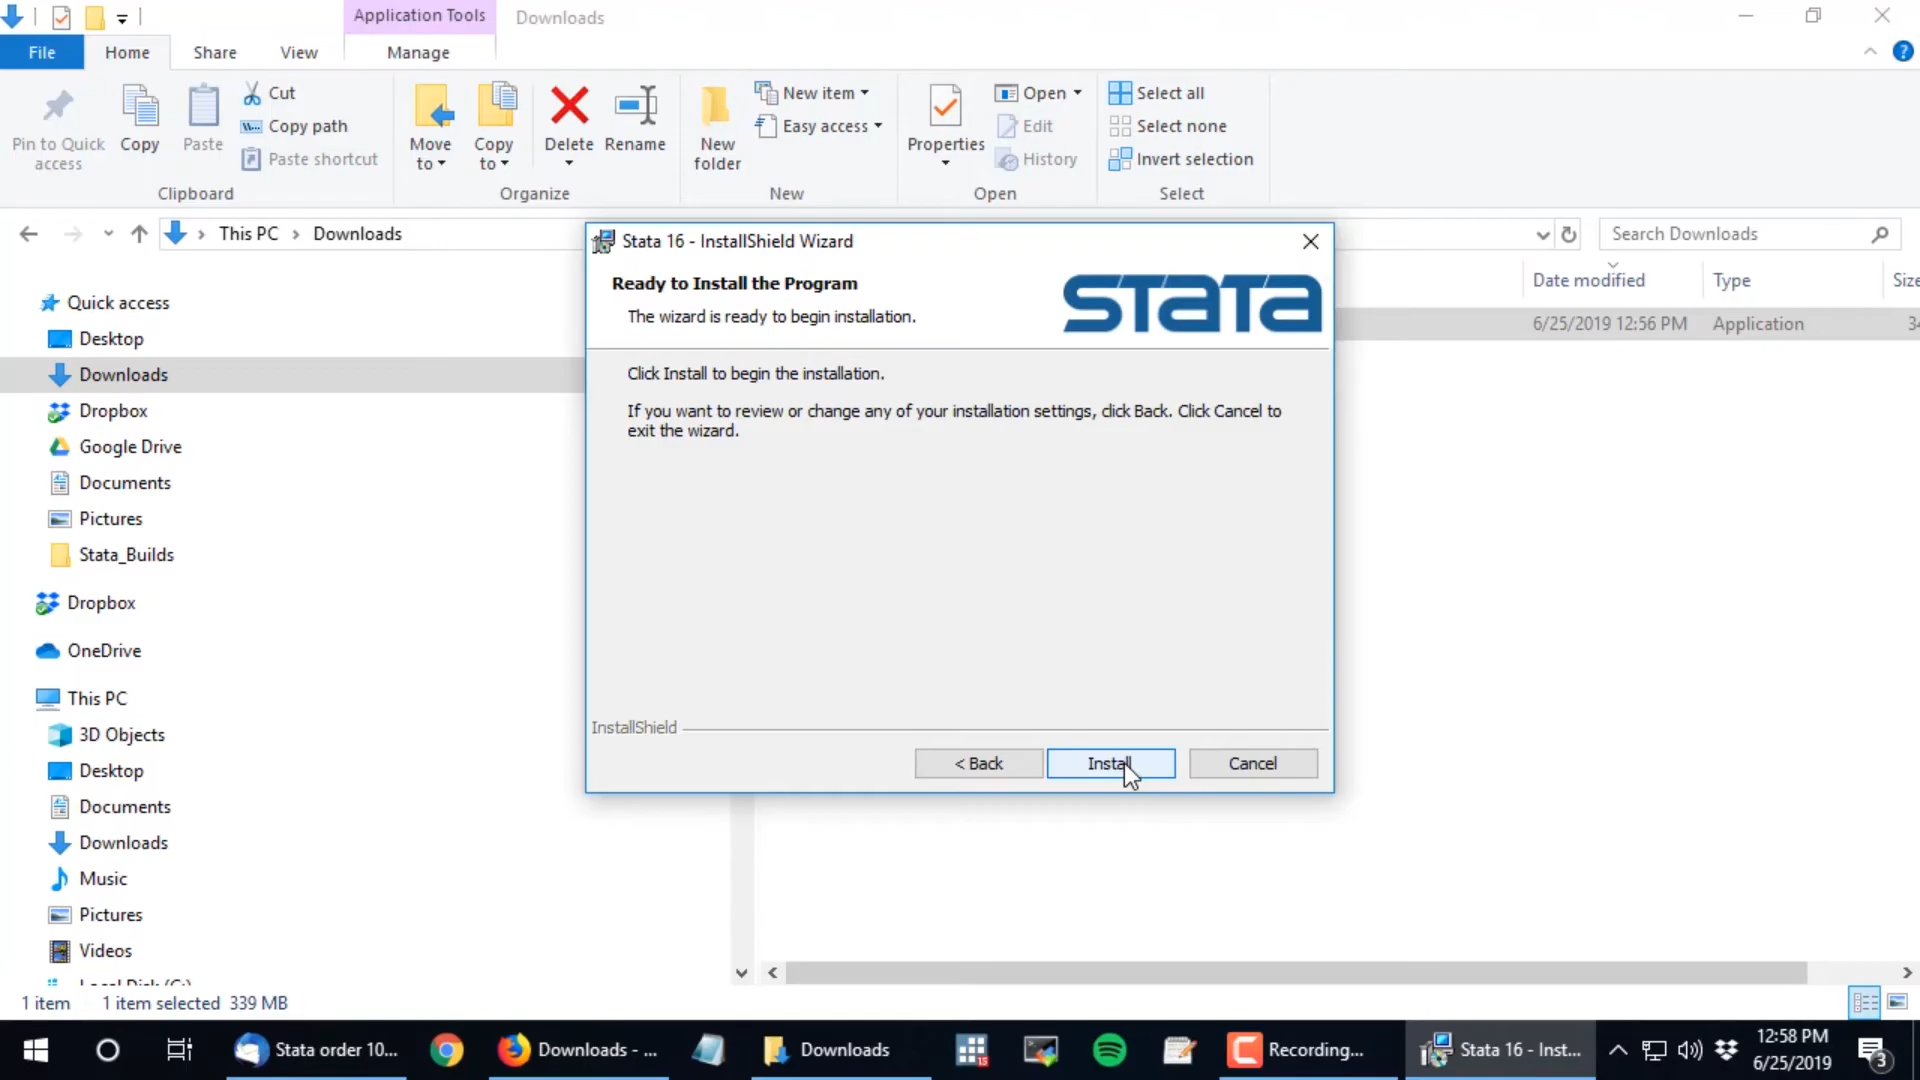 Application Tools
Downloads
File
Home
Share
View
Manage
Pin to Quick access
Copy
Paste
Cut
Copy path
Paste shortcut
Clipboard
Move to
Copy to
Delete
Rename
Organize
New folder
New item
Easy access
New
Properties
Open
Edit
History
Open
Select all
Select none
Invert selection
Select
This PC > Downloads
Search Downloads
Date modified
Type
Size
6/25/2019 12:56 PM
Application
Quick access
Desktop
Downloads
Dropbox
Google Drive
Documents
Pictures
Stata_Builds
Dropbox
OneDrive
This PC
3D Objects
Desktop
Documents
Downloads
Music
Pictures
Videos
Stata 16 - InstallShield Wizard
Ready to Install the Program
The wizard is ready to begin installation.
STATA
Click Install to begin the installation.
If you want to review or change any of your installation settings, click Back. Click Cancel to
exit the wizard.
InstallShield
< Back
Install
Cancel
1 item
1 item selected 339 MB
Stata order 10...
Downloads - ...
Downloads
15
Recording...
Stata 16 - Inst...
12:58 PM
6/25/2019
3